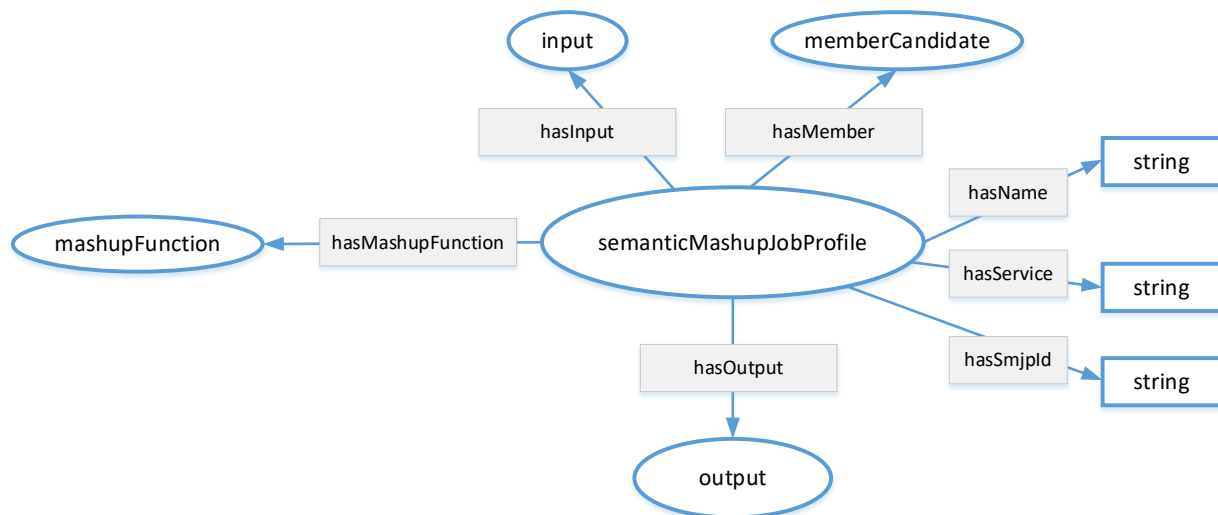 input
memberCandidate
hasInput
hasMember
string
hasName
mashupFunction
hasMashupFunction
semanticMashupJobProfile
hasService
string
hasOutput
hasSmjpId
string
output